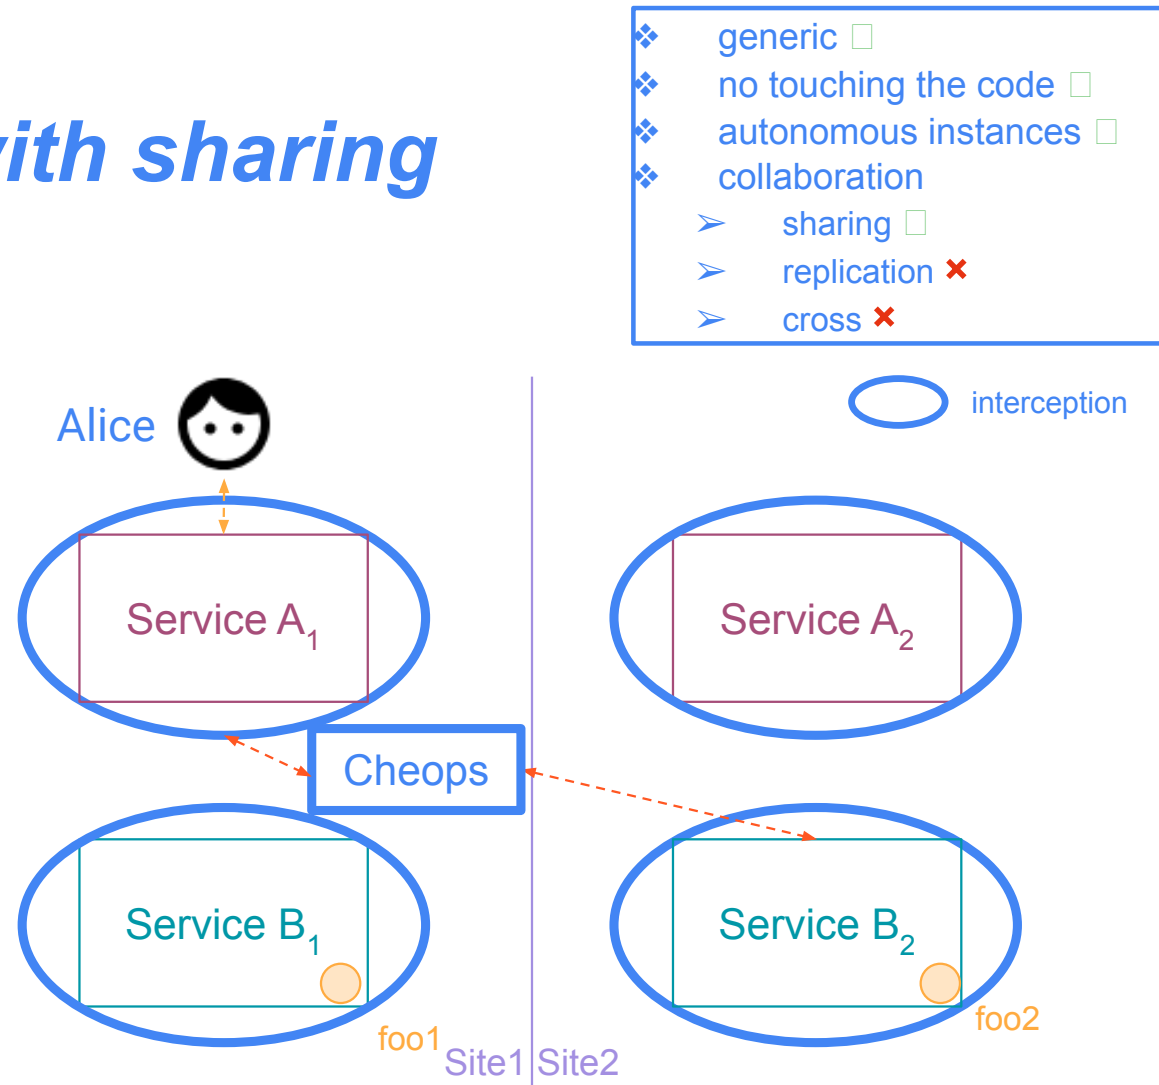 generic
no touching the code
with sharing
autonomous instances
collaboration
sharing
replication
cross
Alice
interception
Service A1
Service A2
Cheops
Service B1
Service B2
foo1
foo2
Site1
Site2